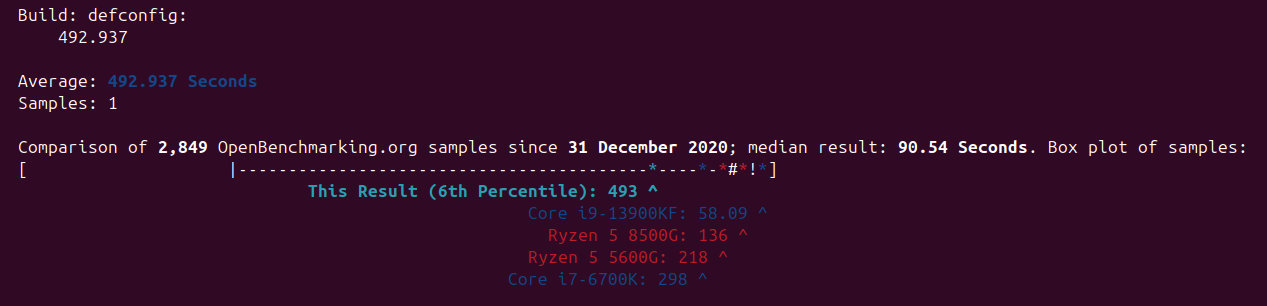 Build: defconfig:
    492.937

Average: 492.937 Seconds
Samples: 1

Comparison of 2,849 OpenBenchmarking.org samples since 31 December 2020; median result: 90.54 Seconds. Box plot of samples:
[                    |-----------------------------------------*----*-*#*!*]
                             This Result (6th Percentile): 493 ^
                                                   Core i9-13900KF: 58.09 ^
                                                     Ryzen 5 8500G: 136 ^
                                                   Ryzen 5 5600G: 218 ^
                                                 Core i7-6700K: 298 ^